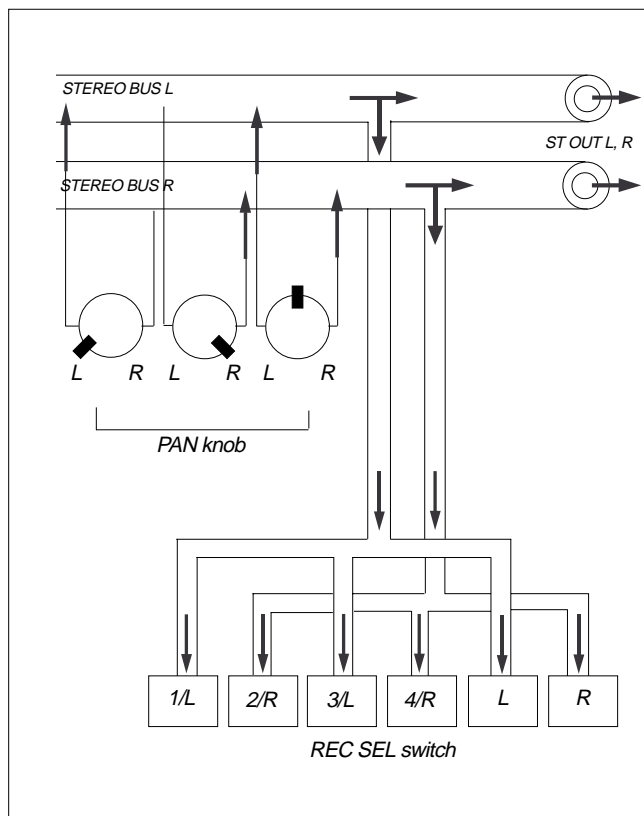 STEREO BUS L
ST OUT L, R
STEREO BUS R
L R L R L R
PAN knob
1/L 2/R 3/L 4/R L R
REC SEL switch